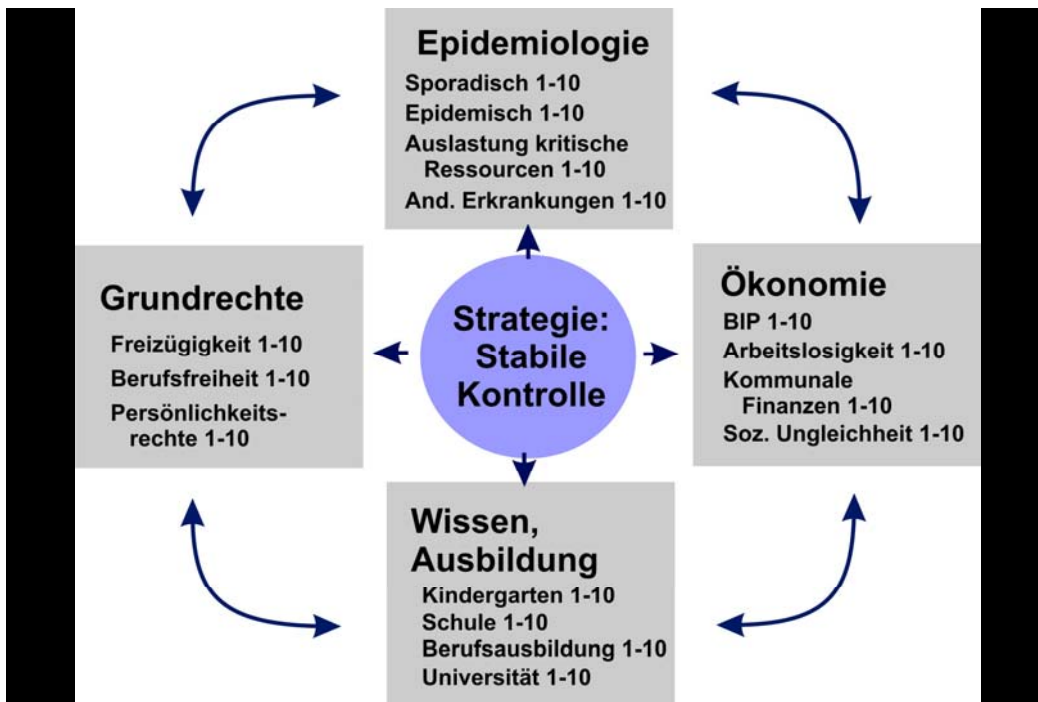 Epidemiologie
Sporadisch 1-10
Epidemisch 1-10
Auslastung kritische
Ressourcen 1-10
And. Erkrankungen 1-10
Grundrechte
Freizügigkeit 1-10
Berufsfreiheit 1-10
Persönlichkeits-
rechte 1-10
Strategie:
Stabile
Kontrolle
Ökonomie
BIP 1-10
Arbeitslosigkeit 1-10
Kommunale
Finanzen 1-10
Soz. Ungleichheit 1-10
Wissen,
Ausbildung
Kindergarten 1-10
Schule 1-10
Berufsausbildung 1-10
Universität 1-10